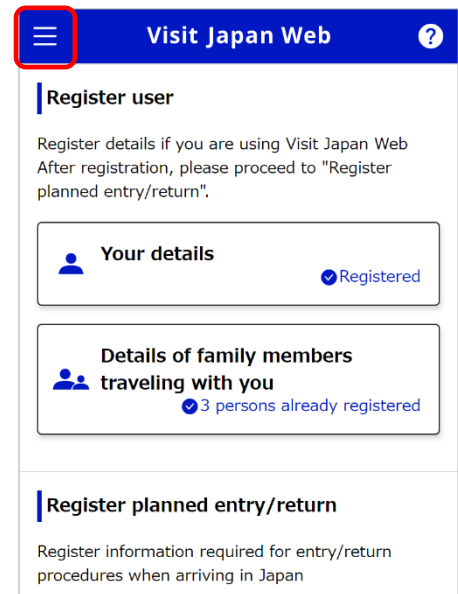 Visit Japan Web
?
Register user
Register details if you are using Visit Japan Web
After registration, please proceed to "Register
planned entry/return".
Your details
Registered
Details of family members
traveling with you
3 persons already registered
Register planned entry/return
Register information required for entry/return
procedures when arriving in Japan